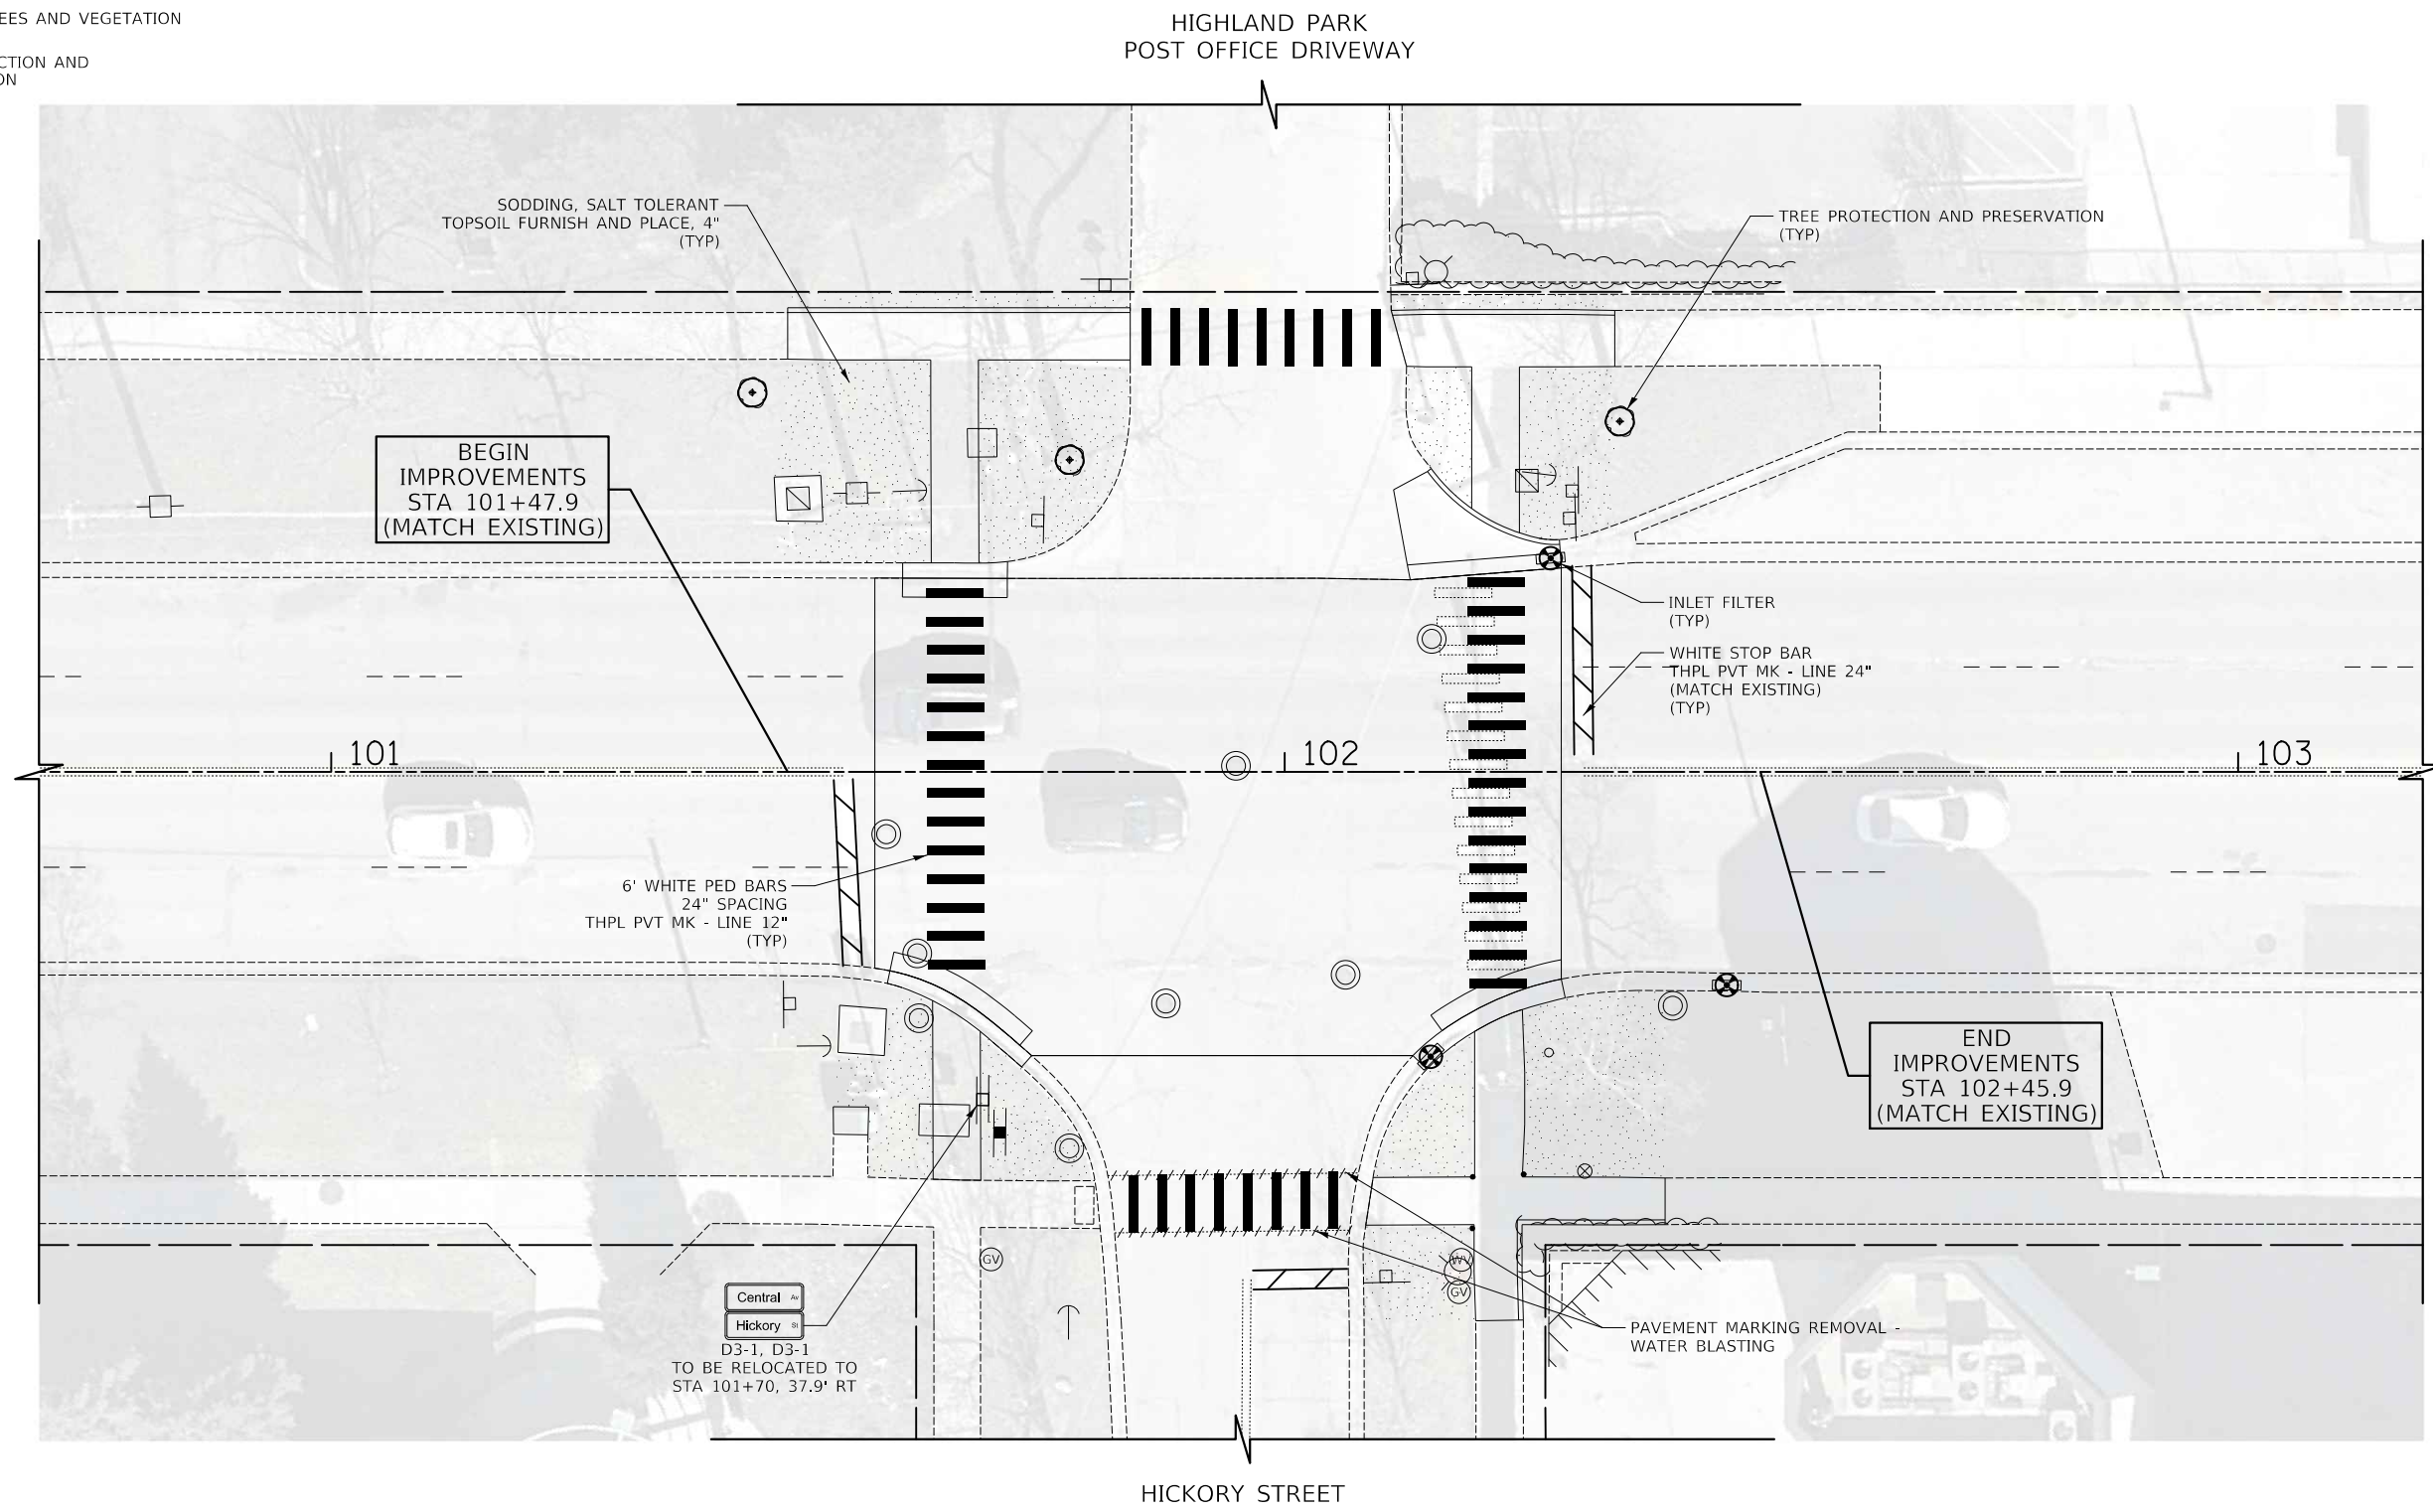 EES AND VEGETATION
CTION AND
ON
HIGHLAND PARK
POST OFFICE DRIVEWAY
SODDING, SALT TOLERANT
TOPSOIL FURNISH AND PLACE, 4"
(TYP)
TREE PROTECTION AND PRESERVATION
(TYP)
BEGIN
IMPROVEMENTS
STA 101+47.9
(MATCH EXISTING)
INLET FILTER
(TYP)
WHITE STOP BAR
THPL PVT MK - LINE 24"
(MATCH EXISTING)
(TYP)
101
102
103
6' WHITE PED BARS
24" SPACING
THPL PVT MK - LINE 12"
(TYP)
END
IMPROVEMENTS
STA 102+45.9
(MATCH EXISTING)
GV
WV
GV
Central Av
Hickory St
D3-1, D3-1
TO BE RELOCATED TO
STA 101+70, 37.9' RT
PAVEMENT MARKING REMOVAL -
WATER BLASTING
HICKORY STREET